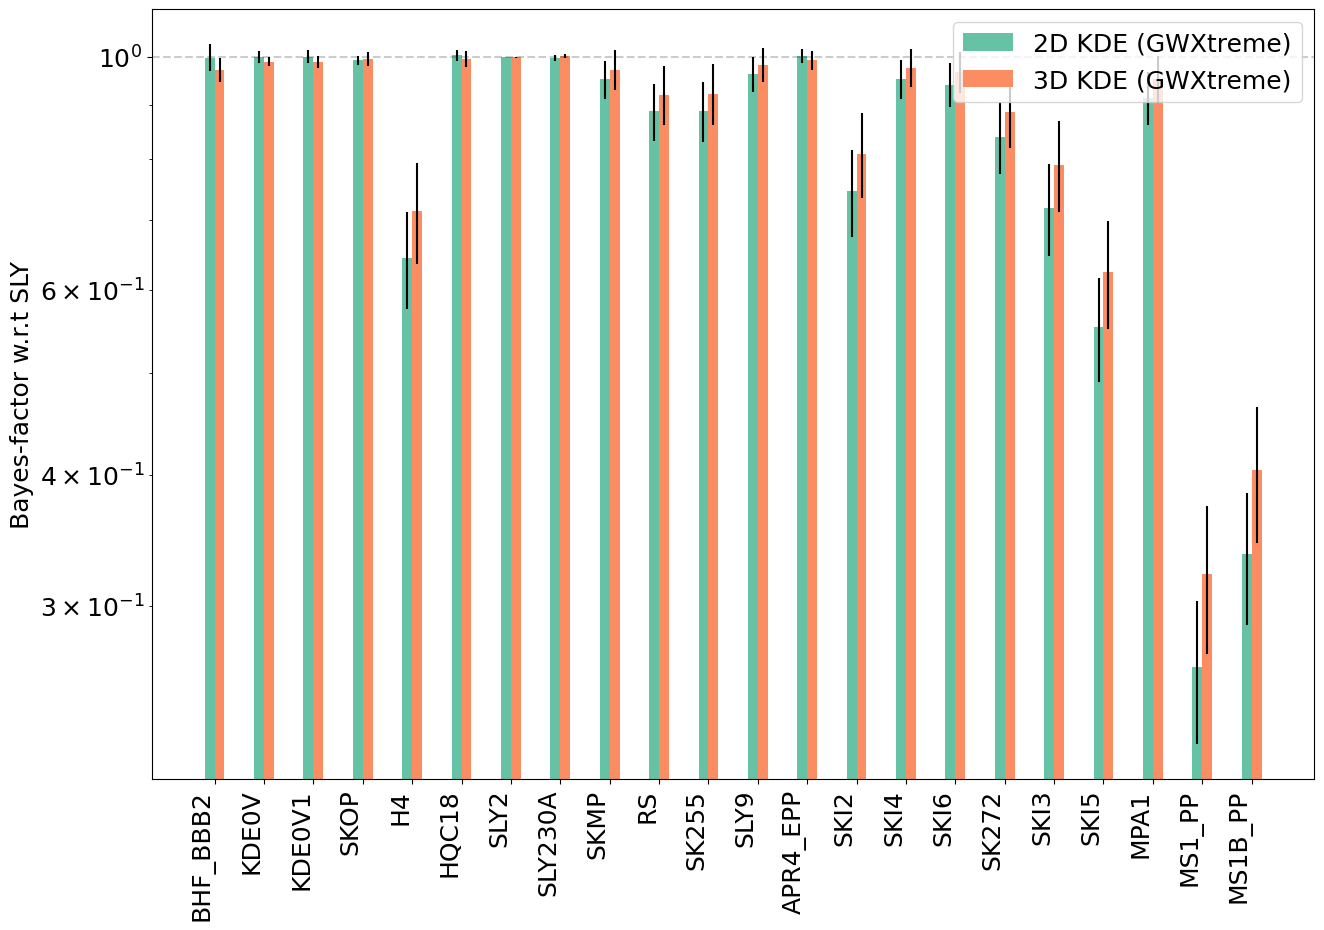 2D KDE (GWXtreme)
3D KDE (GWXtreme)
Bayes-factor w.r.t SLY
10⁰
6 × 10⁻¹
4 × 10⁻¹
3 × 10⁻¹
BHF_BBB2
KDE0V
KDE0V1
SKOP
H4
HQC18
SLY2
SLY230A
SKMP
RS
SK255
SLY9
APR4_EPP
SKI2
SKI4
SKI6
SK272
SKI3
SKI5
MPA1
MS1_PP
MS1B_PP